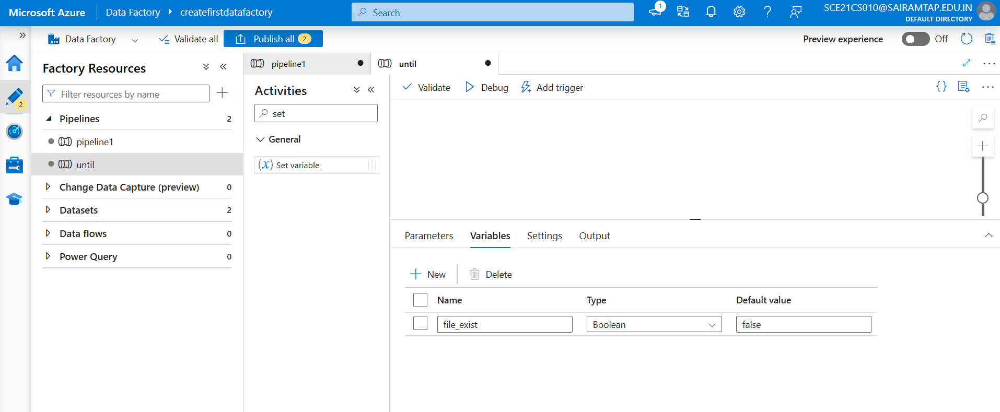 Microsoft Azure
Data Factory
createfirstdatafactory
Search
1
SCE21CS010@SAIRAMTAP.EDU.IN
DEFAULT DIRECTORY
Data Factory
Validate all
Publish all 2
Preview experience
Off
2
Factory Resources
Filter resources by name
Pipelines 2
pipeline1
until
Change Data Capture (preview) 0
Datasets 2
Data flows 0
Power Query 0
pipeline1
until
Activities
set
General
(x) Set variable
Validate
Debug
Add trigger
{}
Parameters
Variables
Settings
Output
New
Delete
Name Type Default value
file_exist Boolean false